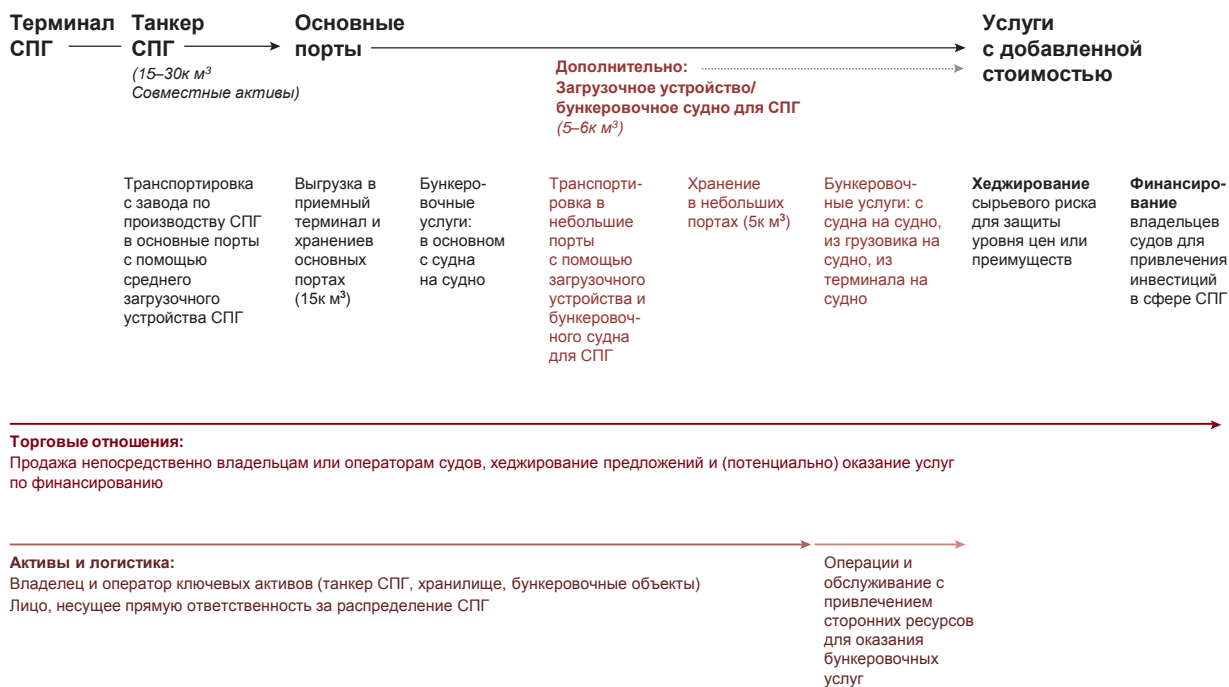 Терминал
СПГ
Танкер
СПГ
(15–30к м³
Совместные активы)
Основные
порты
Дополнительно:
Загрузочное устройство/
бункеровочное судно для СПГ
(5–6к м³)
Услуги
с добавленной
стоимостью
Транспортировка
с завода по
производству СПГ
в основные порты
с помощью
среднего
загрузочного
устройства СПГ
Выгрузка в
приемный
терминал и
хранениев
основных
портах
(15к м³)
Бункеро-
вочные
услуги:
в основном
с судна
на судно
Транспорти-
ровка в
небольшие
порты
с помощью
загрузочного
устройства и
бункеровоч-
ного судна
для СПГ
Хранение
в небольших
портах (5к м³)
Бункеровоч-
ные услуги: с
судна на судно,
из грузовика на
судно, из
терминала на
судно
Хеджирование
сырьевого риска
для защиты
уровня цен или
преимуществ
Финансиро-
вание
владельцев
судов для
привлечения
инвестиций
в сфере СПГ
Торговые отношения:
Продажа непосредственно владельцам или операторам судов, хеджирование предложений и (потенциально) оказание услуг
по финансированию
Активы и логистика:
Владелец и оператор ключевых активов (танкер СПГ, хранилище, бункеровочные объекты)
Лицо, несущее прямую ответственность за распределение СПГ
Операции и
обслуживание с
привлечением
сторонних ресурсов
для оказания
бункеровочных
услуг